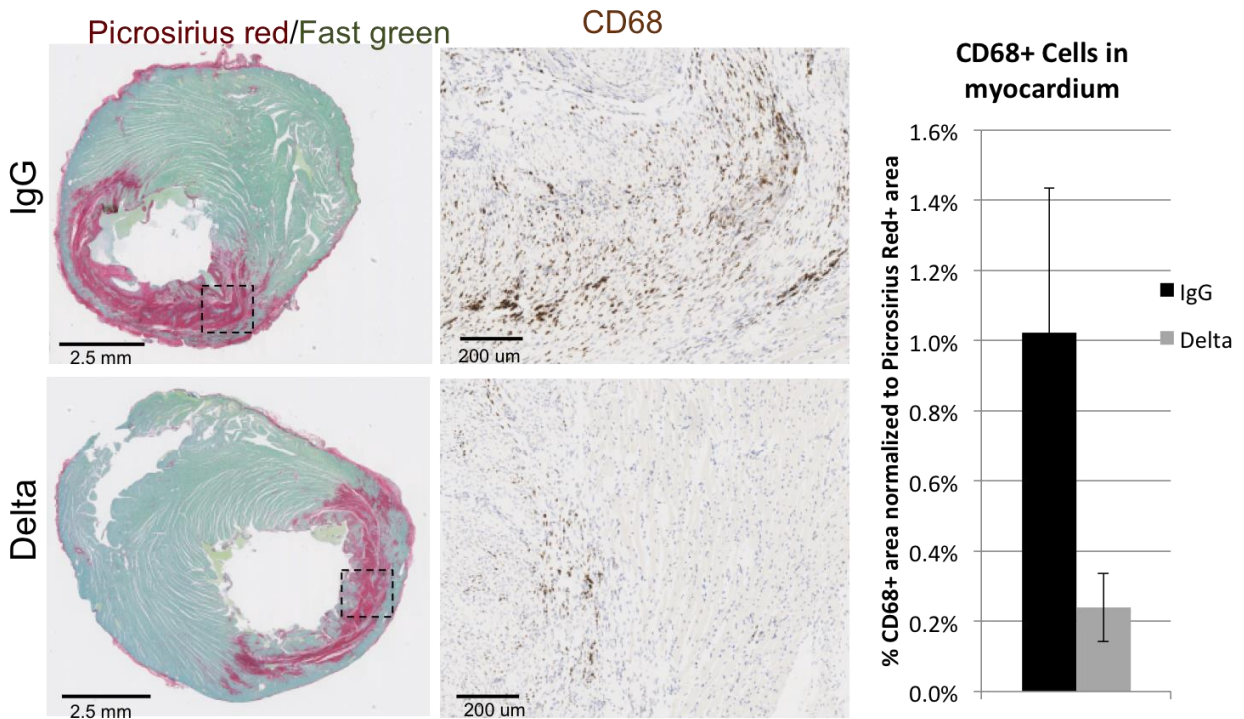 Picrosirius red/Fast green
CD68
IgG
2.5 mm
200 um
Delta
2.5 mm
200 um
CD68+ Cells in
myocardium
% CD68+ area normalized to Picrosirius Red+ area
1.6%
1.4%
1.2%
1.0%
0.8%
0.6%
0.4%
0.2%
0.0%
IgG
Delta